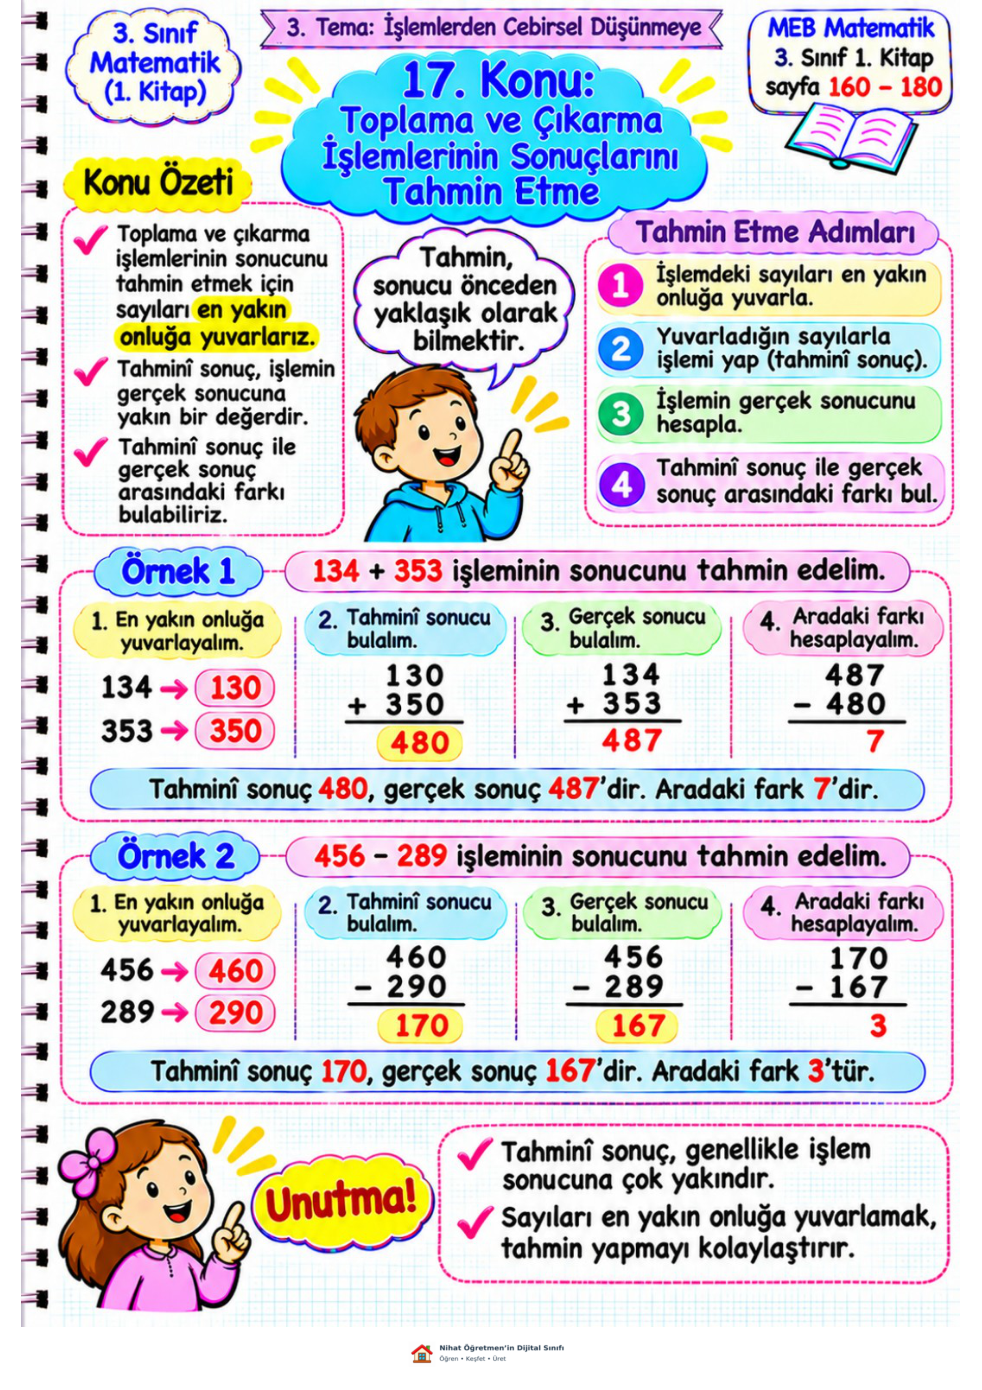 3. Sınıf
Matematik
(1. Kitap)
3. Tema: İşlemlerden Cebirsel Düşünmeye
MEB Matematik
3. Sınıf 1. Kitap
sayfa 160 - 180
17. Konu:
Toplama ve Çıkarma
İşlemlerinin Sonuçlarını
Tahmin Etme
Konu Özeti
Toplama ve çıkarma
işlemlerinin sonucunu
tahmin etmek için
sayıları en yakın
onluğa yuvarlarız.
Tahminî sonuç, işlemin
gerçek sonucuna
yakın bir değerdir.
Tahminî sonuç ile
gerçek sonuç
arasındaki farkı
bulabiliriz.
Tahmin,
sonucu önceden
yaklaşık olarak
bilmektir.
Tahmin Etme Adımları
1 İşlemdeki sayıları en yakın
onluğa yuvarla.
2 Yuvarladığın sayılarla
işlemi yap (tahminî sonuç).
3 İşlemin gerçek sonucunu
hesapla.
4 Tahminî sonuç ile gerçek
sonuç arasındaki farkı bul.
Örnek 1
134 + 353 işleminin sonucunu tahmin edelim.
1. En yakın onluğa
yuvarlayalım.
134 → 130
353 → 350
2. Tahminî sonucu
bulalım.
130
+ 350
480
3. Gerçek sonucu
bulalım.
134
+ 353
487
4. Aradaki farkı
hesaplayalım.
487
- 480
7
Tahminî sonuç 480, gerçek sonuç 487'dir. Aradaki fark 7'dir.
Örnek 2
456 - 289 işleminin sonucunu tahmin edelim.
1. En yakın onluğa
yuvarlayalım.
456 → 460
289 → 290
2. Tahminî sonucu
bulalım.
460
- 290
170
3. Gerçek sonucu
bulalım.
456
- 289
167
4. Aradaki farkı
hesaplayalım.
170
- 167
3
Tahminî sonuç 170, gerçek sonuç 167'dir. Aradaki fark 3'tür.
Unutma!
Tahminî sonuç, genellikle işlem
sonucuna çok yakındır.
Sayıları en yakın onluğa yuvarlamak,
tahmin yapmayı kolaylaştırır.
Nihat Öğretmen'in Dijital Sınıfı
Öğren • Keşfet • Üret